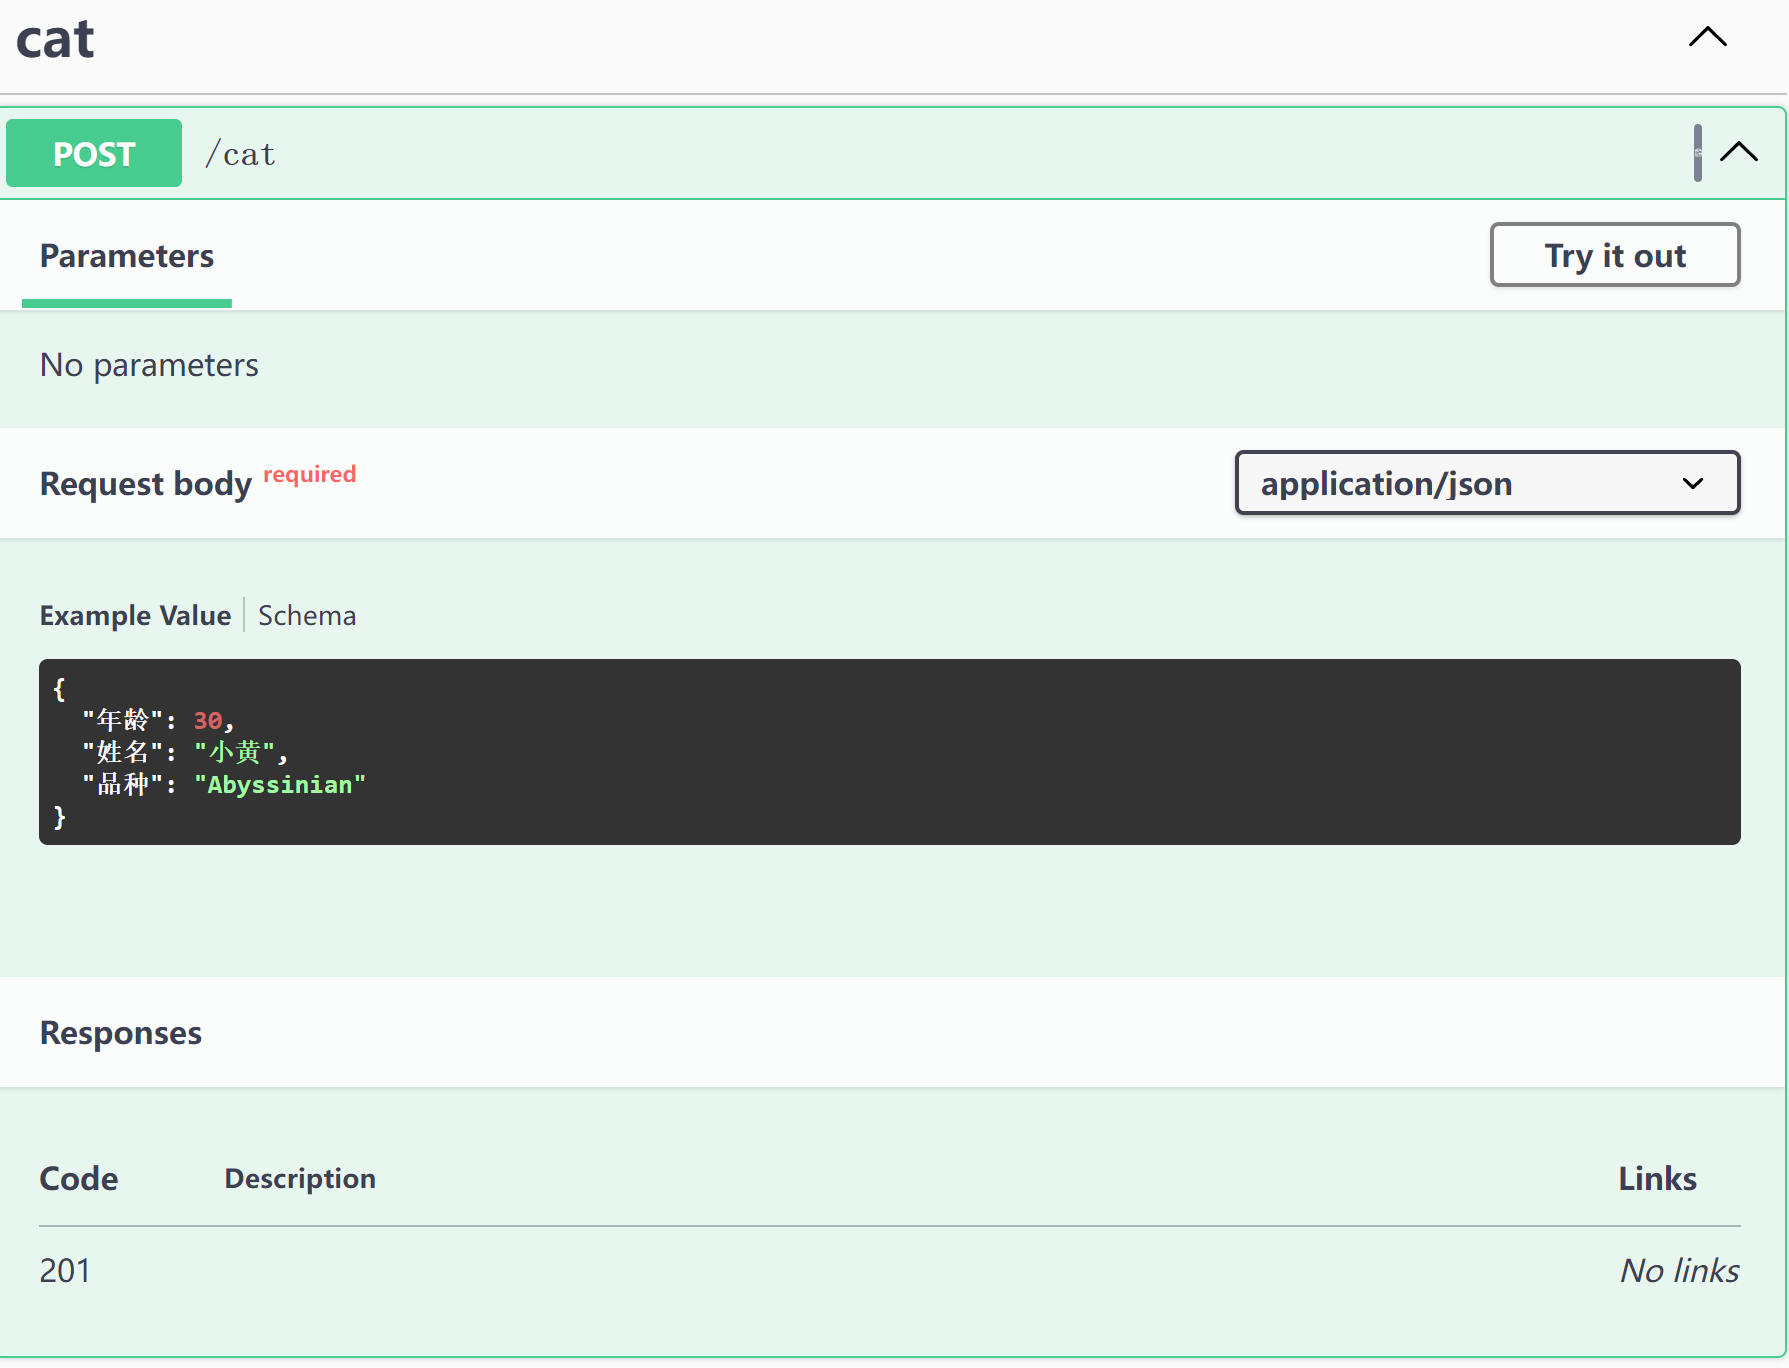 cat
POST /cat
Parameters Try it out
No parameters
Request body required application/json
Example Value Schema
{
"年龄": 30,
"姓名": "小黄",
"品种": "Abyssinian"
}
Responses
Code Description Links
201 No links